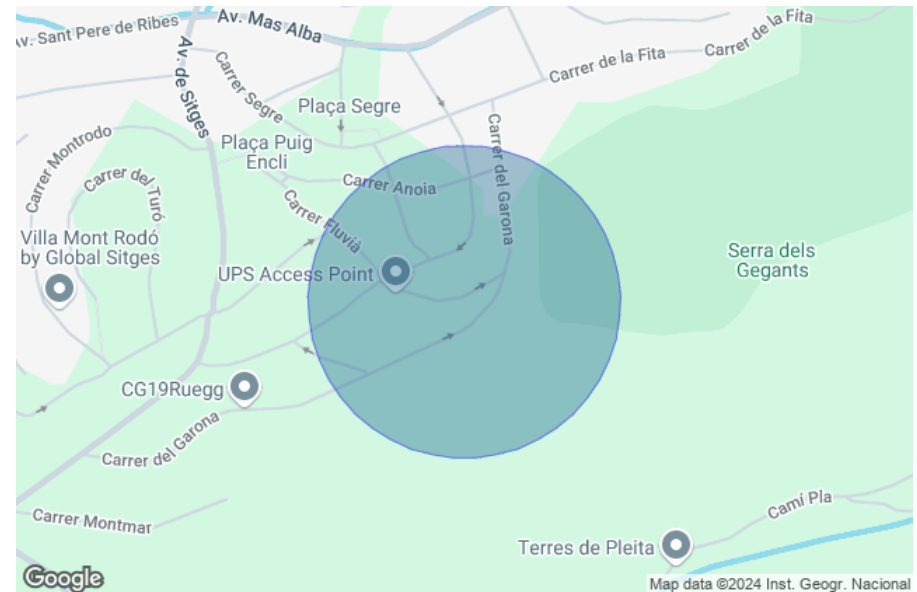 Av. Sant Pere de Ribes
Av. Mas Alba
Carrer de la Fita
Carrer de la Fita
Av. de Sitges
Carrer Segre
Plaça Segre
Plaça Puig
Encli
Carrer Montrodo
Carrer del Turó
Carrer Anoia
Carrer del Garona
Carrer Fluvià
Villa Mont Rodó
by Global Sitges
UPS Access Point
Serra dels
Gegants
CG19Ruegg
Carrer del Garona
Carrer Montmar
Camí Pla
Terres de Pleita
Google
Map data ©2024 Inst. Geogr. Nacional